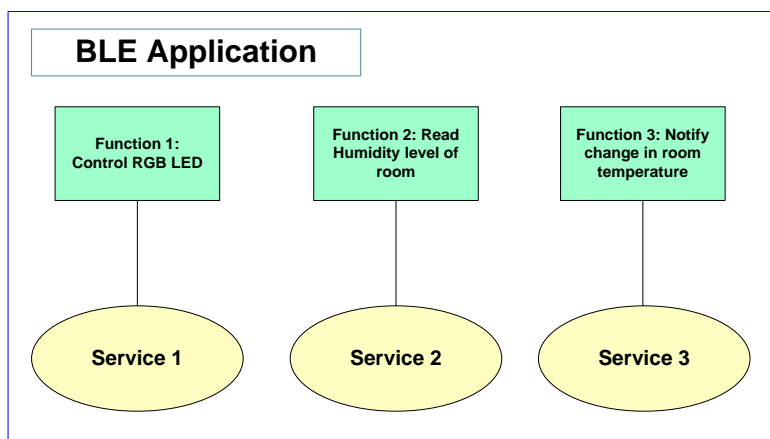 BLE Application
Function 1:
Control RGB LED
Function 2: Read
Humidity level of
room
Function 3: Notify
change in room
temperature
Service 1
Service 2
Service 3